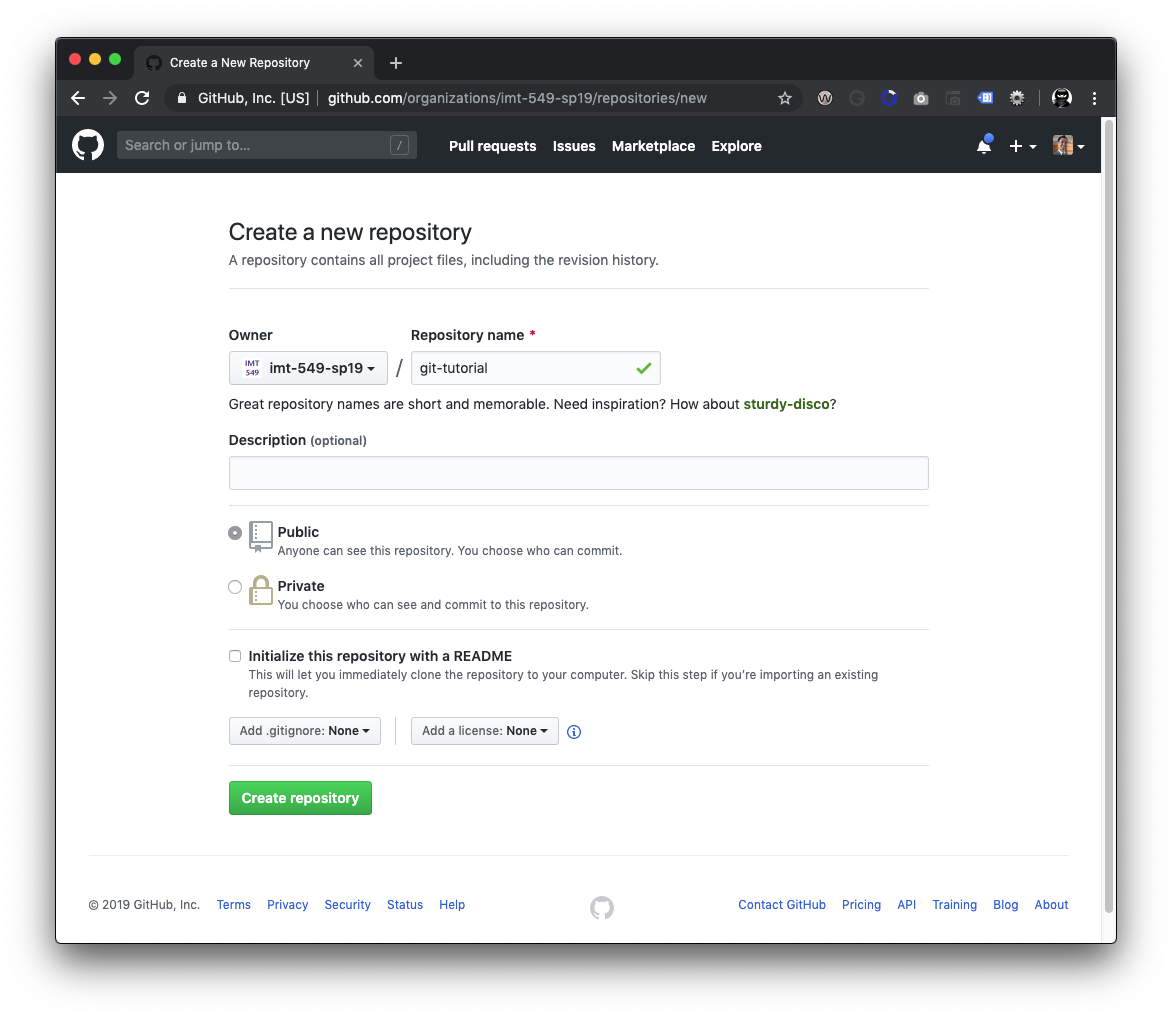 Create a New Repository
GitHub, Inc. [US] github.com/organizations/imt-549-sp19/repositories/new
Search or jump to... / Pull requests Issues Marketplace Explore
Create a new repository
A repository contains all project files, including the revision history.
Owner Repository name *
IMT 549 imt-549-sp19 / git-tutorial
Great repository names are short and memorable. Need inspiration? How about sturdy-disco?
Description (optional)
Public
Anyone can see this repository. You choose who can commit.
Private
You choose who can see and commit to this repository.
Initialize this repository with a README
This will let you immediately clone the repository to your computer. Skip this step if you're importing an existing
repository.
Add .gitignore: None Add a license: None
Create repository
© 2019 GitHub, Inc. Terms Privacy Security Status Help Contact GitHub Pricing API Training Blog About